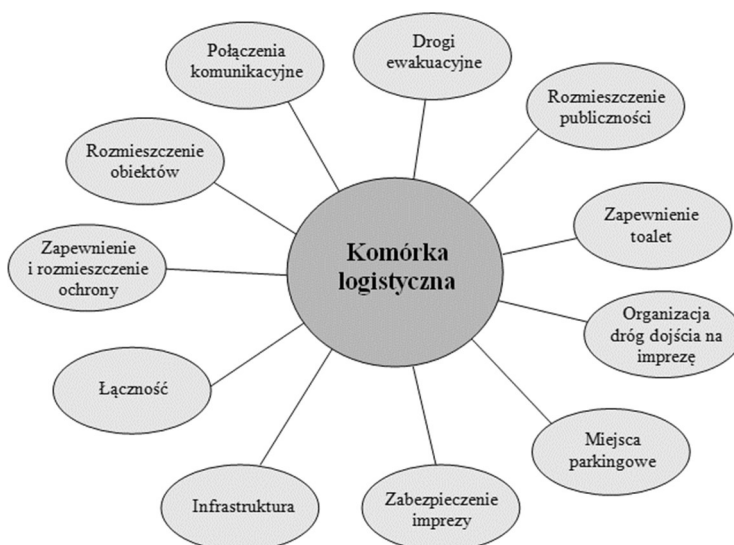 Połączenia
komunikacyjne
Drogi
ewakuacyjne
Rozmieszczenie
publiczności
Rozmieszczenie
obiektów
Zapewnienie
toalet
Komórka
logistyczna
Zapewnienie
i rozmieszczenie
ochrony
Organizacja
dróg dojścia na
imprezę
Łączność
Miejsca
parkingowe
Infrastruktura
Zabezpieczenie
imprezy